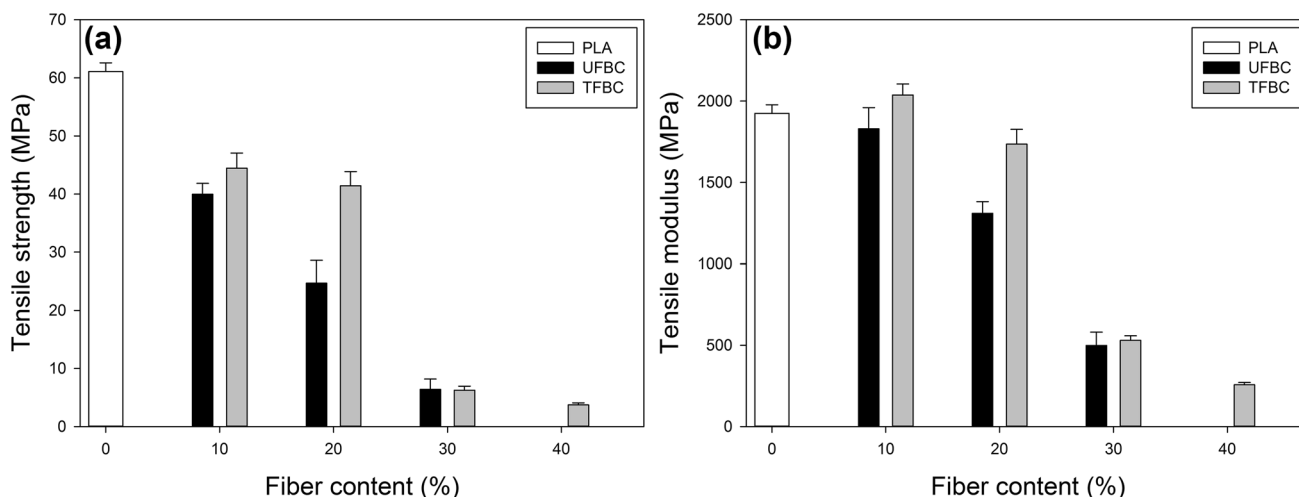 (a)
PLA
UFBC
TFBC
Tensile strength (MPa)
70
60
50
40
30
20
10
0
0 10 20 30 40
Fiber content (%)
(b)
PLA
UFBC
TFBC
Tensile modulus (MPa)
2500
2000
1500
1000
500
0
0 10 20 30 40
Fiber content (%)